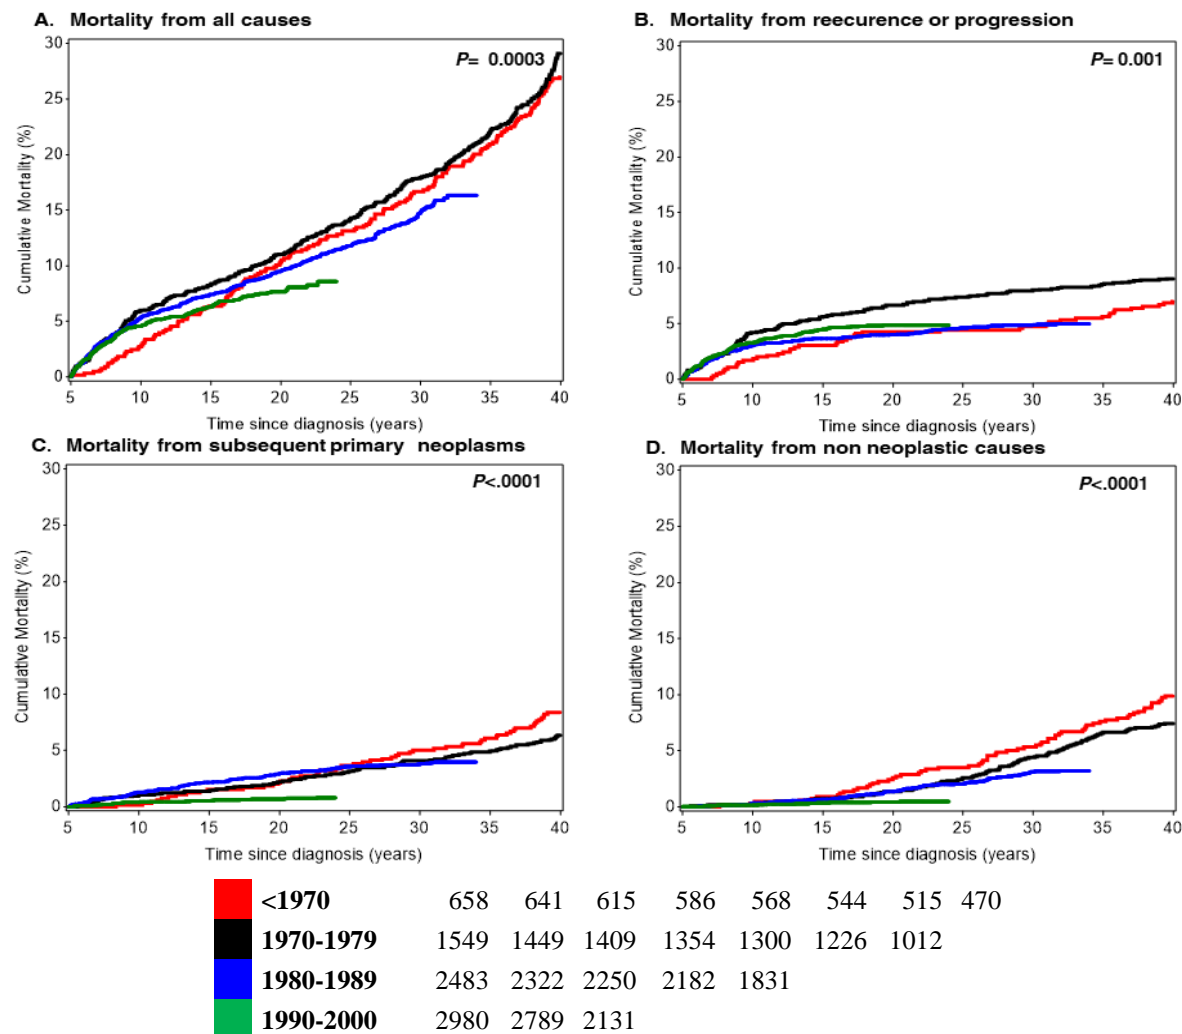 A. Mortality from all causes
P= 0.0003
30
25
20
15
10
5
0
Cumulative Mortality (%)
5 10 15 20 25 30 35 40
Time since diagnosis (years)
B. Mortality from reecurence or progression
P= 0.001
30
25
20
15
10
5
0
Cumulative Mortality (%)
5 10 15 20 25 30 35 40
Time since diagnosis (years)
C. Mortality from subsequent primary neoplasms
P<.0001
30
25
20
15
10
5
0
Cumulative Mortality (%)
5 10 15 20 25 30 35 40
Time since diagnosis (years)
D. Mortality from non neoplastic causes
P<.0001
30
25
20
15
10
5
0
Cumulative Mortality (%)
5 10 15 20 25 30 35 40
Time since diagnosis (years)
<1970 658 641 615 586 568 544 515 470
1970-1979 1549 1449 1409 1354 1300 1226 1012
1980-1989 2483 2322 2250 2182 1831
1990-2000 2980 2789 2131